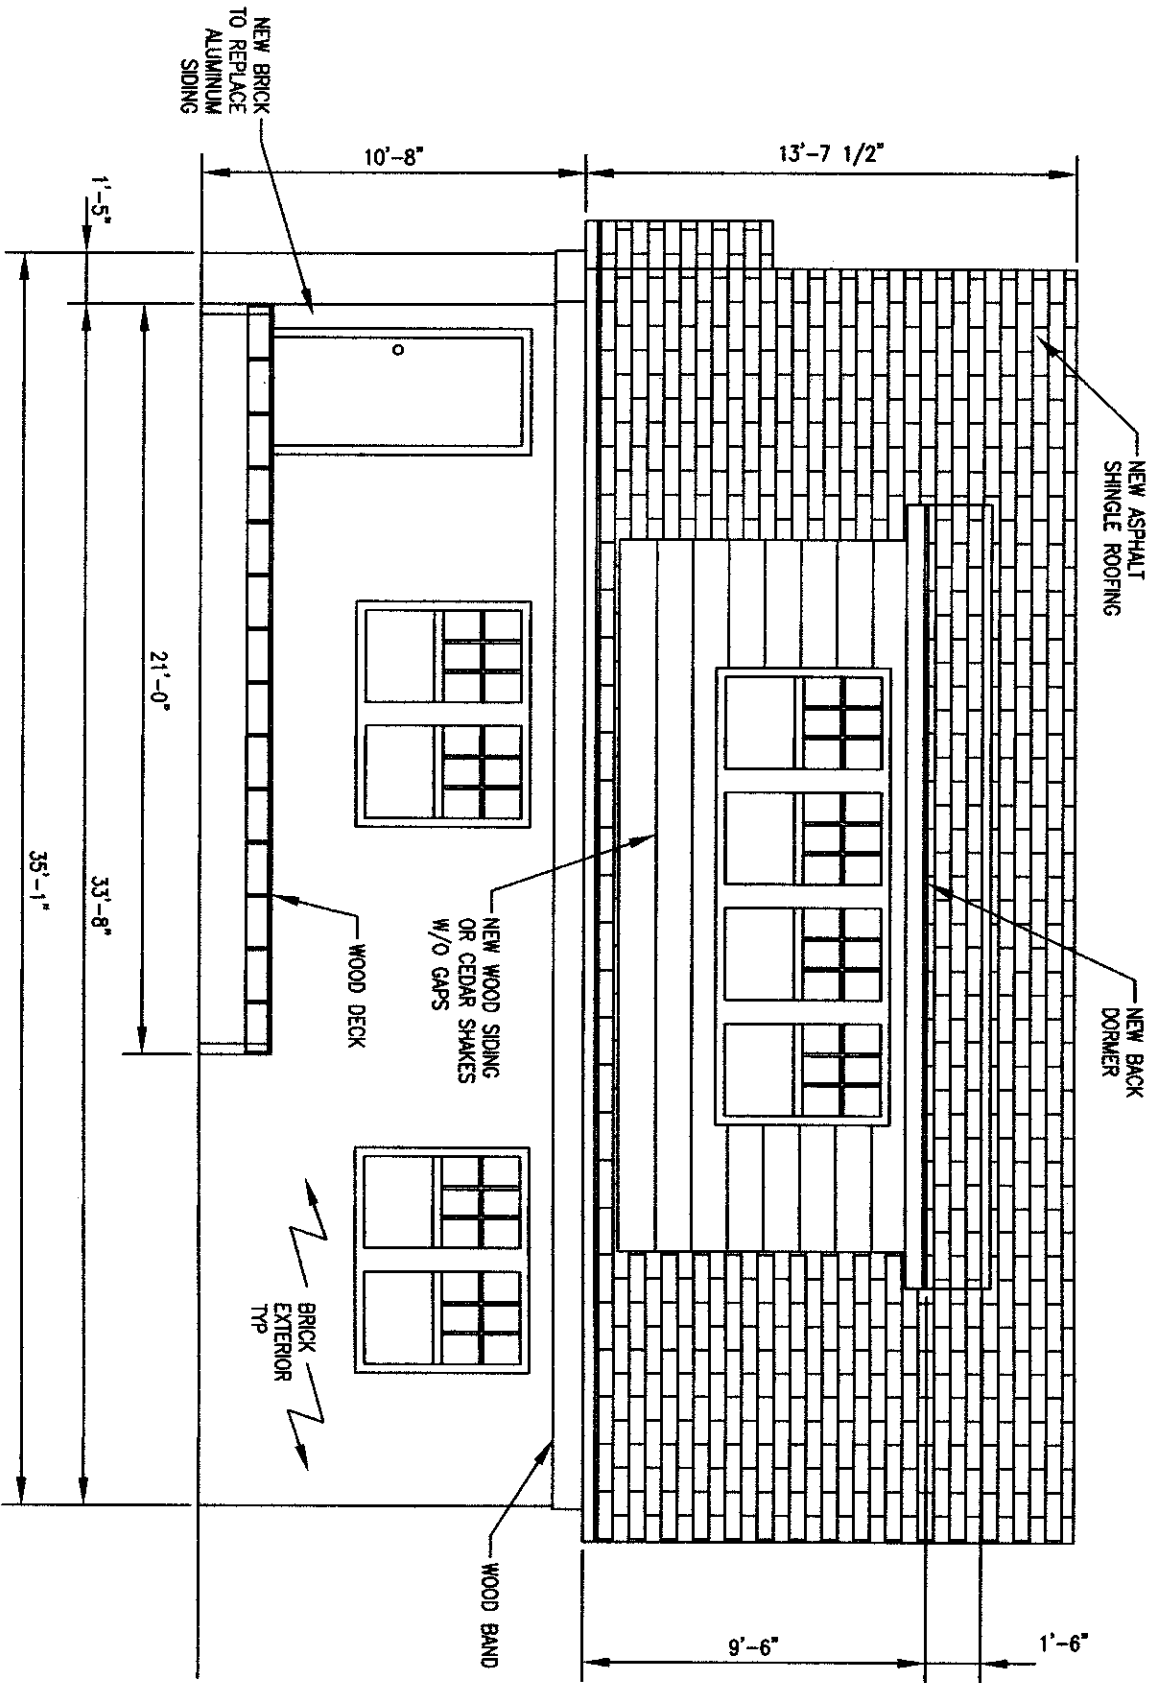 NEW ASPHALT
SHINGLE ROOFING
NEW BACK
DORMER
13'-7 1/2"
10'-8"
1'-6"
9'-6"
NEW BRICK
TO REPLACE
ALUMINUM
SIDING
NEW WOOD SIDING
OR CEDAR SHAKES
W/O GAPS
WOOD DECK
BRICK
EXTERIOR
TYP
WOOD BAND
1'-5"
21'-0"
33'-8"
35'-1"